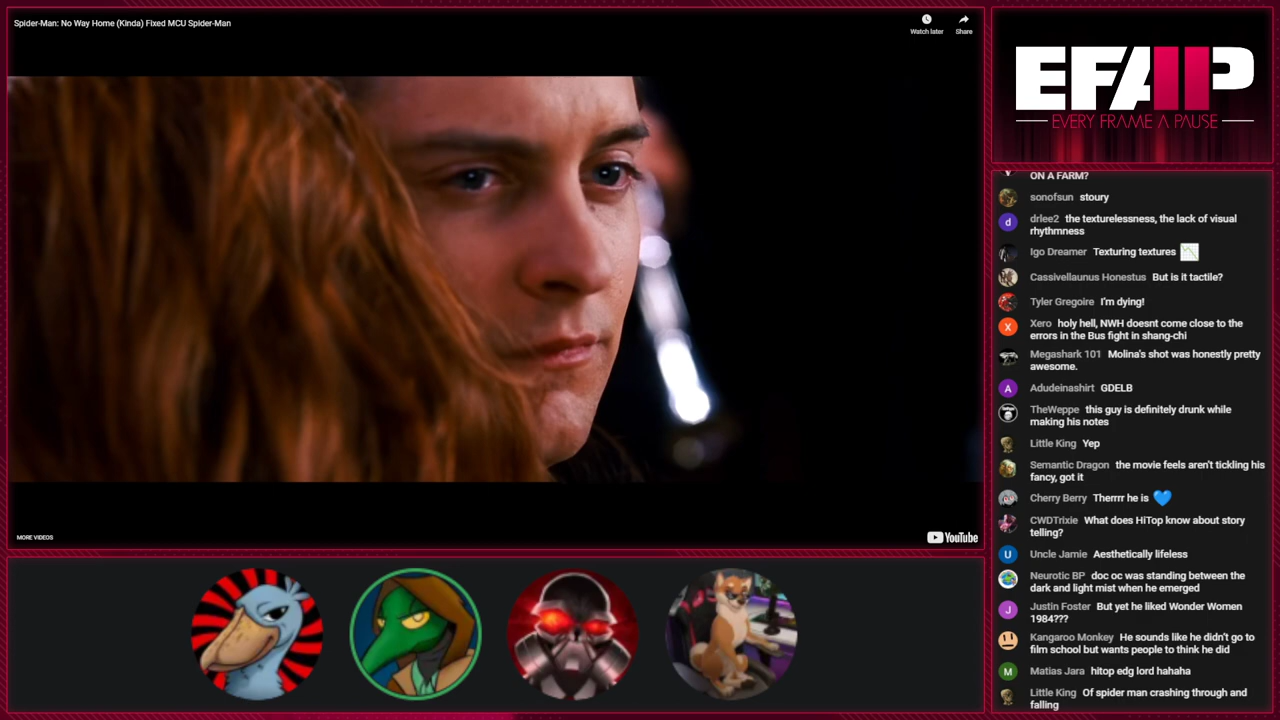 Spider-Man: No Way Home (Kinda) Fixed MCU Spider-Man
Watch later
Share
MORE VIDEOS
YouTube
EFAP
EVERY FRAME A PAUSE
ON A FARM?
sonofsun stoury
drlee2 the texturelessness, the lack of visual
rhythmness
Igo Dreamer Texturing textures
Cassivellaunus Honestus But is it tactile?
Tyler Gregoire I'm dying!
Xero holy hell, NWH doesnt come close to the
errors in the Bus fight in shang-chi
Megashark 101 Molina's shot was honestly pretty
awesome.
Adudeinashirt GDELB
TheWeppe this guy is definitely drunk while
making his notes
Little King Yep
Semantic Dragon the movie feels aren't tickling his
fancy, got it
Cherry Berry Therrrr he is 💙
CWDTrixie What does HiTop know about story
telling?
Uncle Jamie Aesthetically lifeless
Neurotic BP doc oc was standing between the
dark and light mist when he emerged
Justin Foster But yet he liked Wonder Women
1984???
Kangaroo Monkey He sounds like he didn't go to
film school but wants people to think he did
Matias Jara hitop edg lord hahaha
Little King Of spider man crashing through and
falling